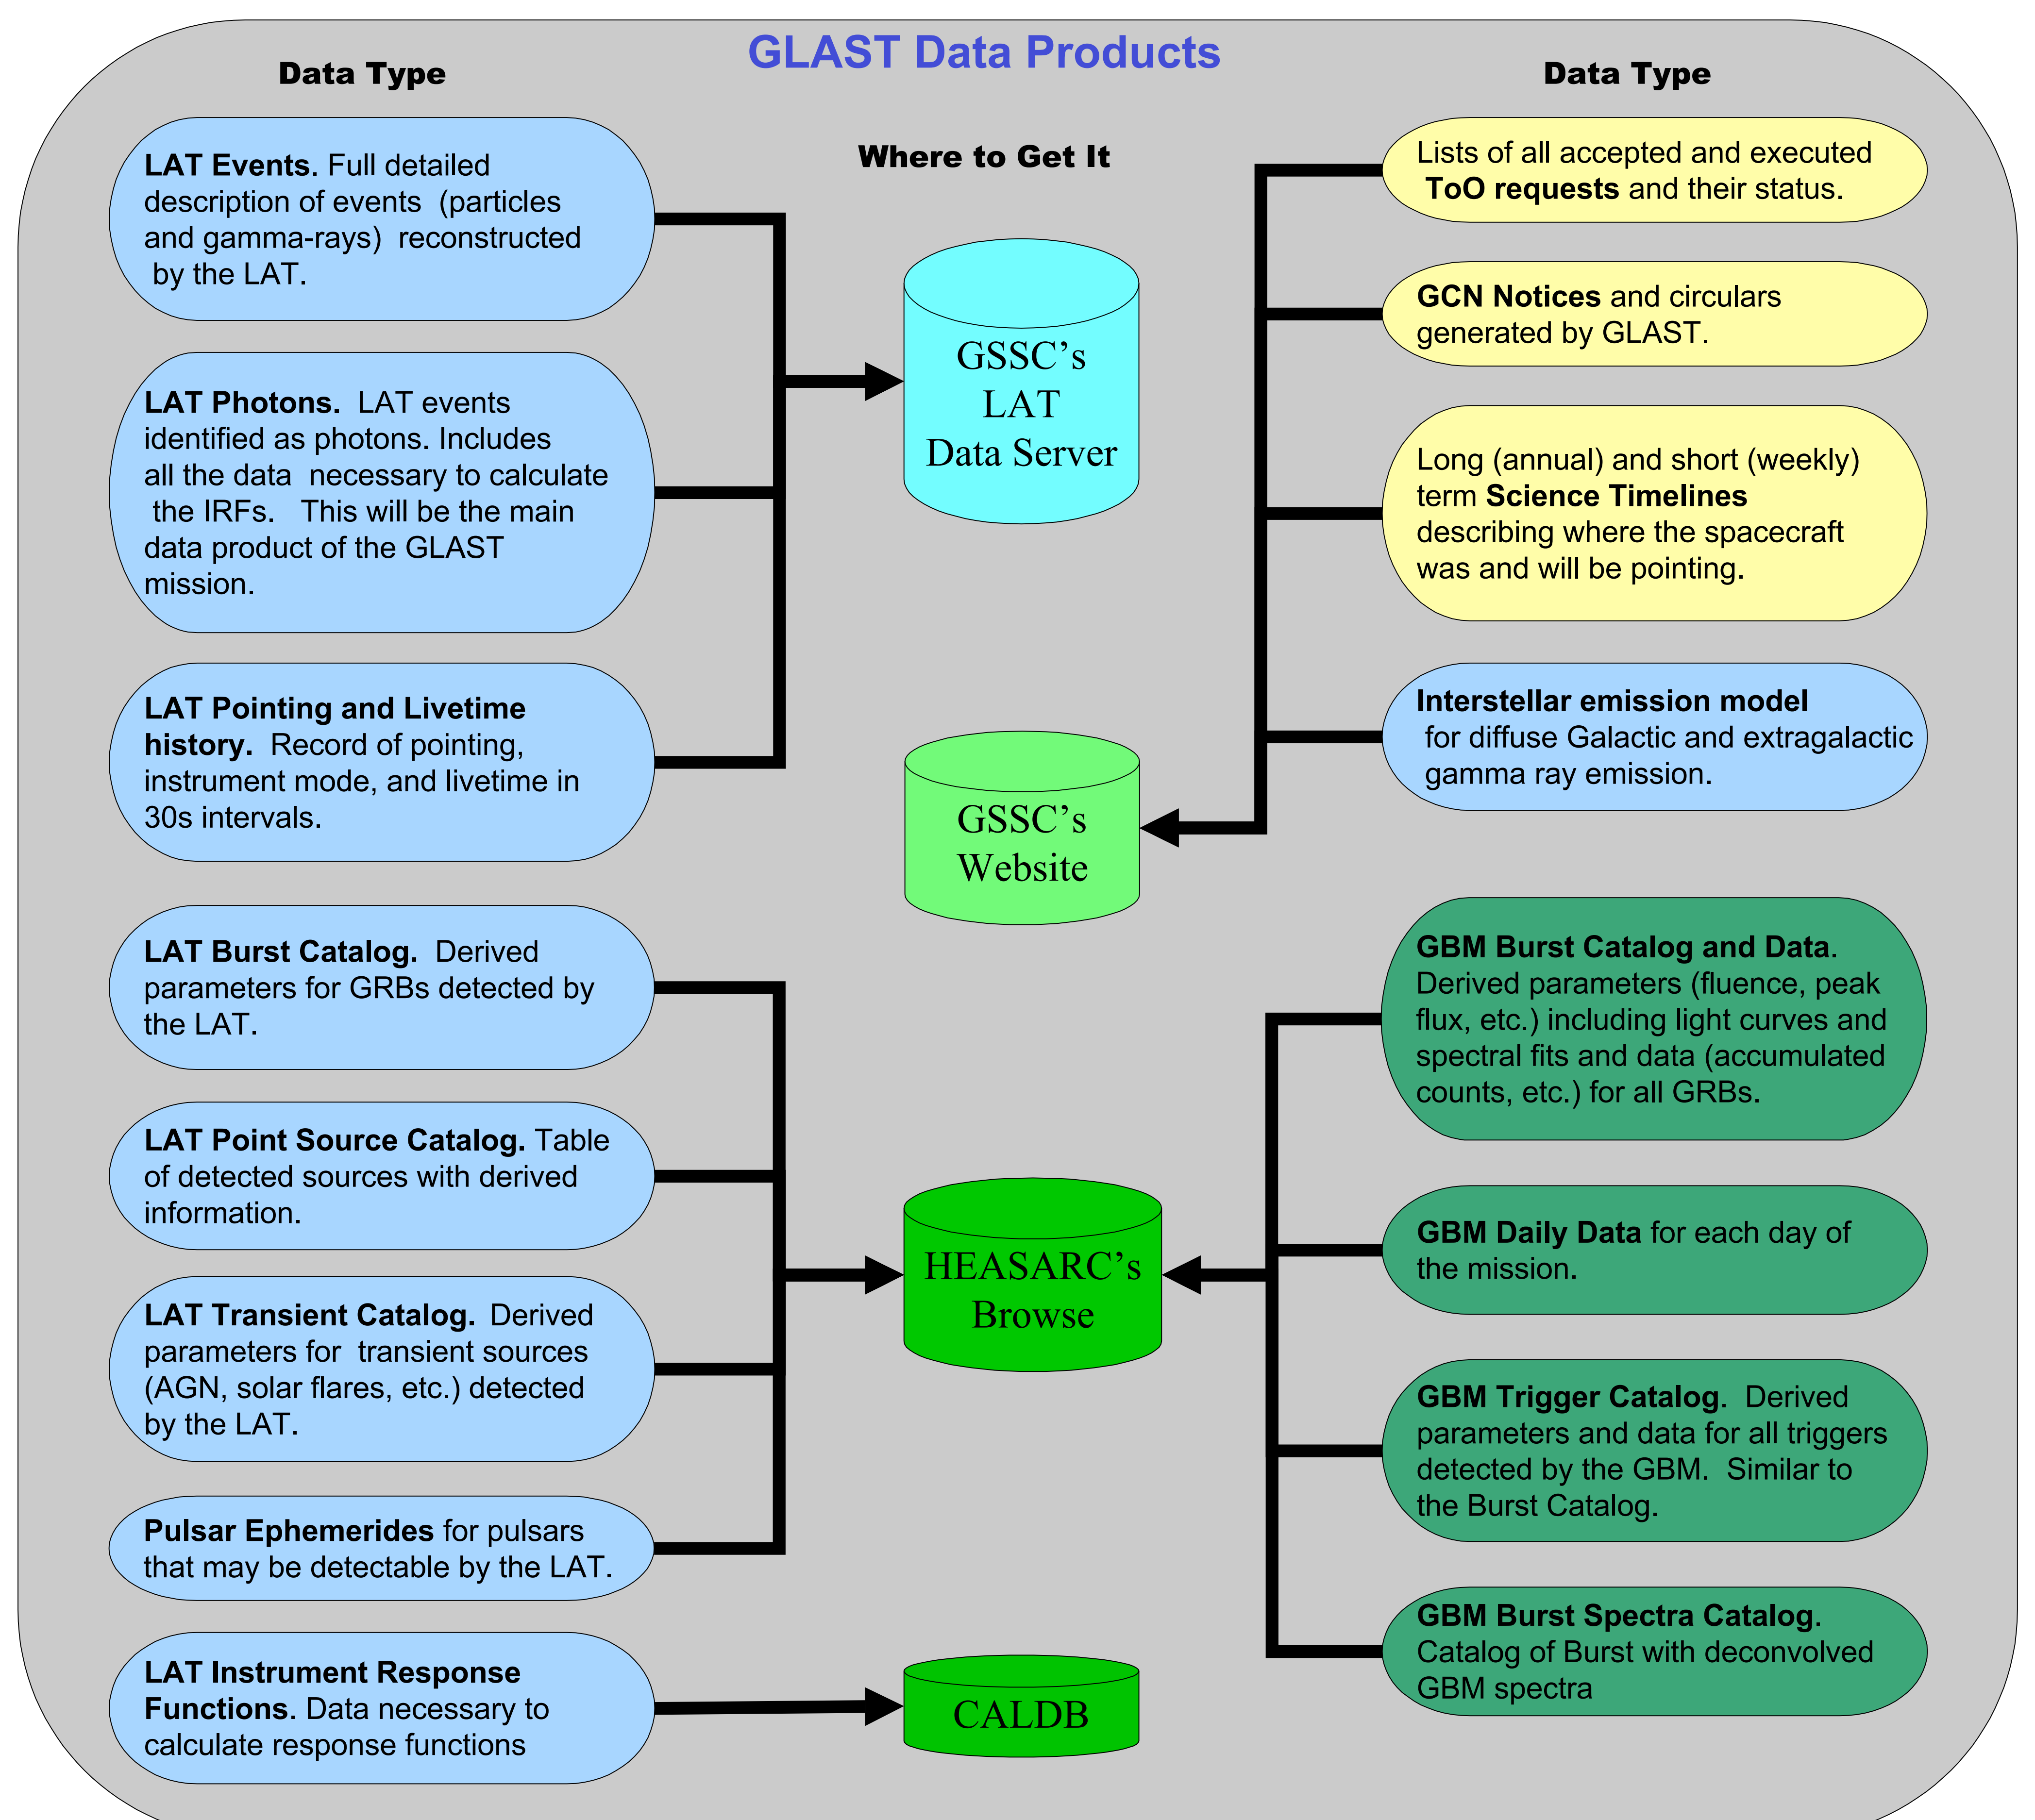 GLAST Data Products
Data Type
LAT Events. Full detailed
description of events (particles
and gamma-rays) reconstructed
by the LAT.
LAT Photons. LAT events
identified as photons. Includes
all the data necessary to calculate
the IRFs. This will be the main
data product of the GLAST
mission.
LAT Pointing and Livetime
history. Record of pointing,
instrument mode, and livetime in
30s intervals.
LAT Burst Catalog. Derived
parameters for GRBs detected by
the LAT.
LAT Point Source Catalog. Table
of detected sources with derived
information.
LAT Transient Catalog. Derived
parameters for transient sources
(AGN, solar flares, etc.) detected
by the LAT.
Pulsar Ephemerides for pulsars
that may be detectable by the LAT.
LAT Instrument Response
Functions. Data necessary to
calculate response functions
Where to Get It
GSSC's
LAT
Data Server
GSSC's
Website
HEASARC's
Browse
CALDB
Data Type
Lists of all accepted and executed
ToO requests and their status.
GCN Notices and circulars
generated by GLAST.
Long (annual) and short (weekly)
term Science Timelines
describing where the spacecraft
was and will be pointing.
Interstellar emission model
for diffuse Galactic and extragalactic
gamma ray emission.
GBM Burst Catalog and Data.
Derived parameters (fluence, peak
flux, etc.) including light curves and
spectral fits and data (accumulated
counts, etc.) for all GRBs.
GBM Daily Data for each day of
the mission.
GBM Trigger Catalog. Derived
parameters and data for all triggers
detected by the GBM. Similar to
the Burst Catalog.
GBM Burst Spectra Catalog.
Catalog of Burst with deconvolved
GBM spectra